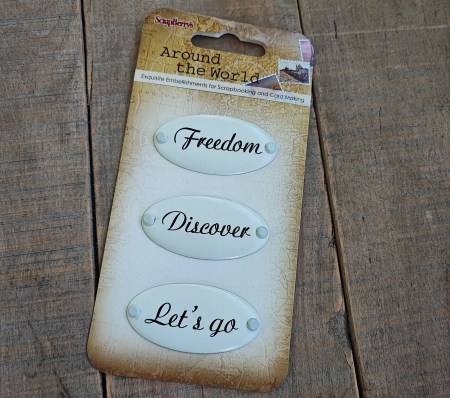 ScrapBerry's
Around
the World
Exquisite Embellishments for Scrapbooking and Card Making
Freedom
Discover
Let's go